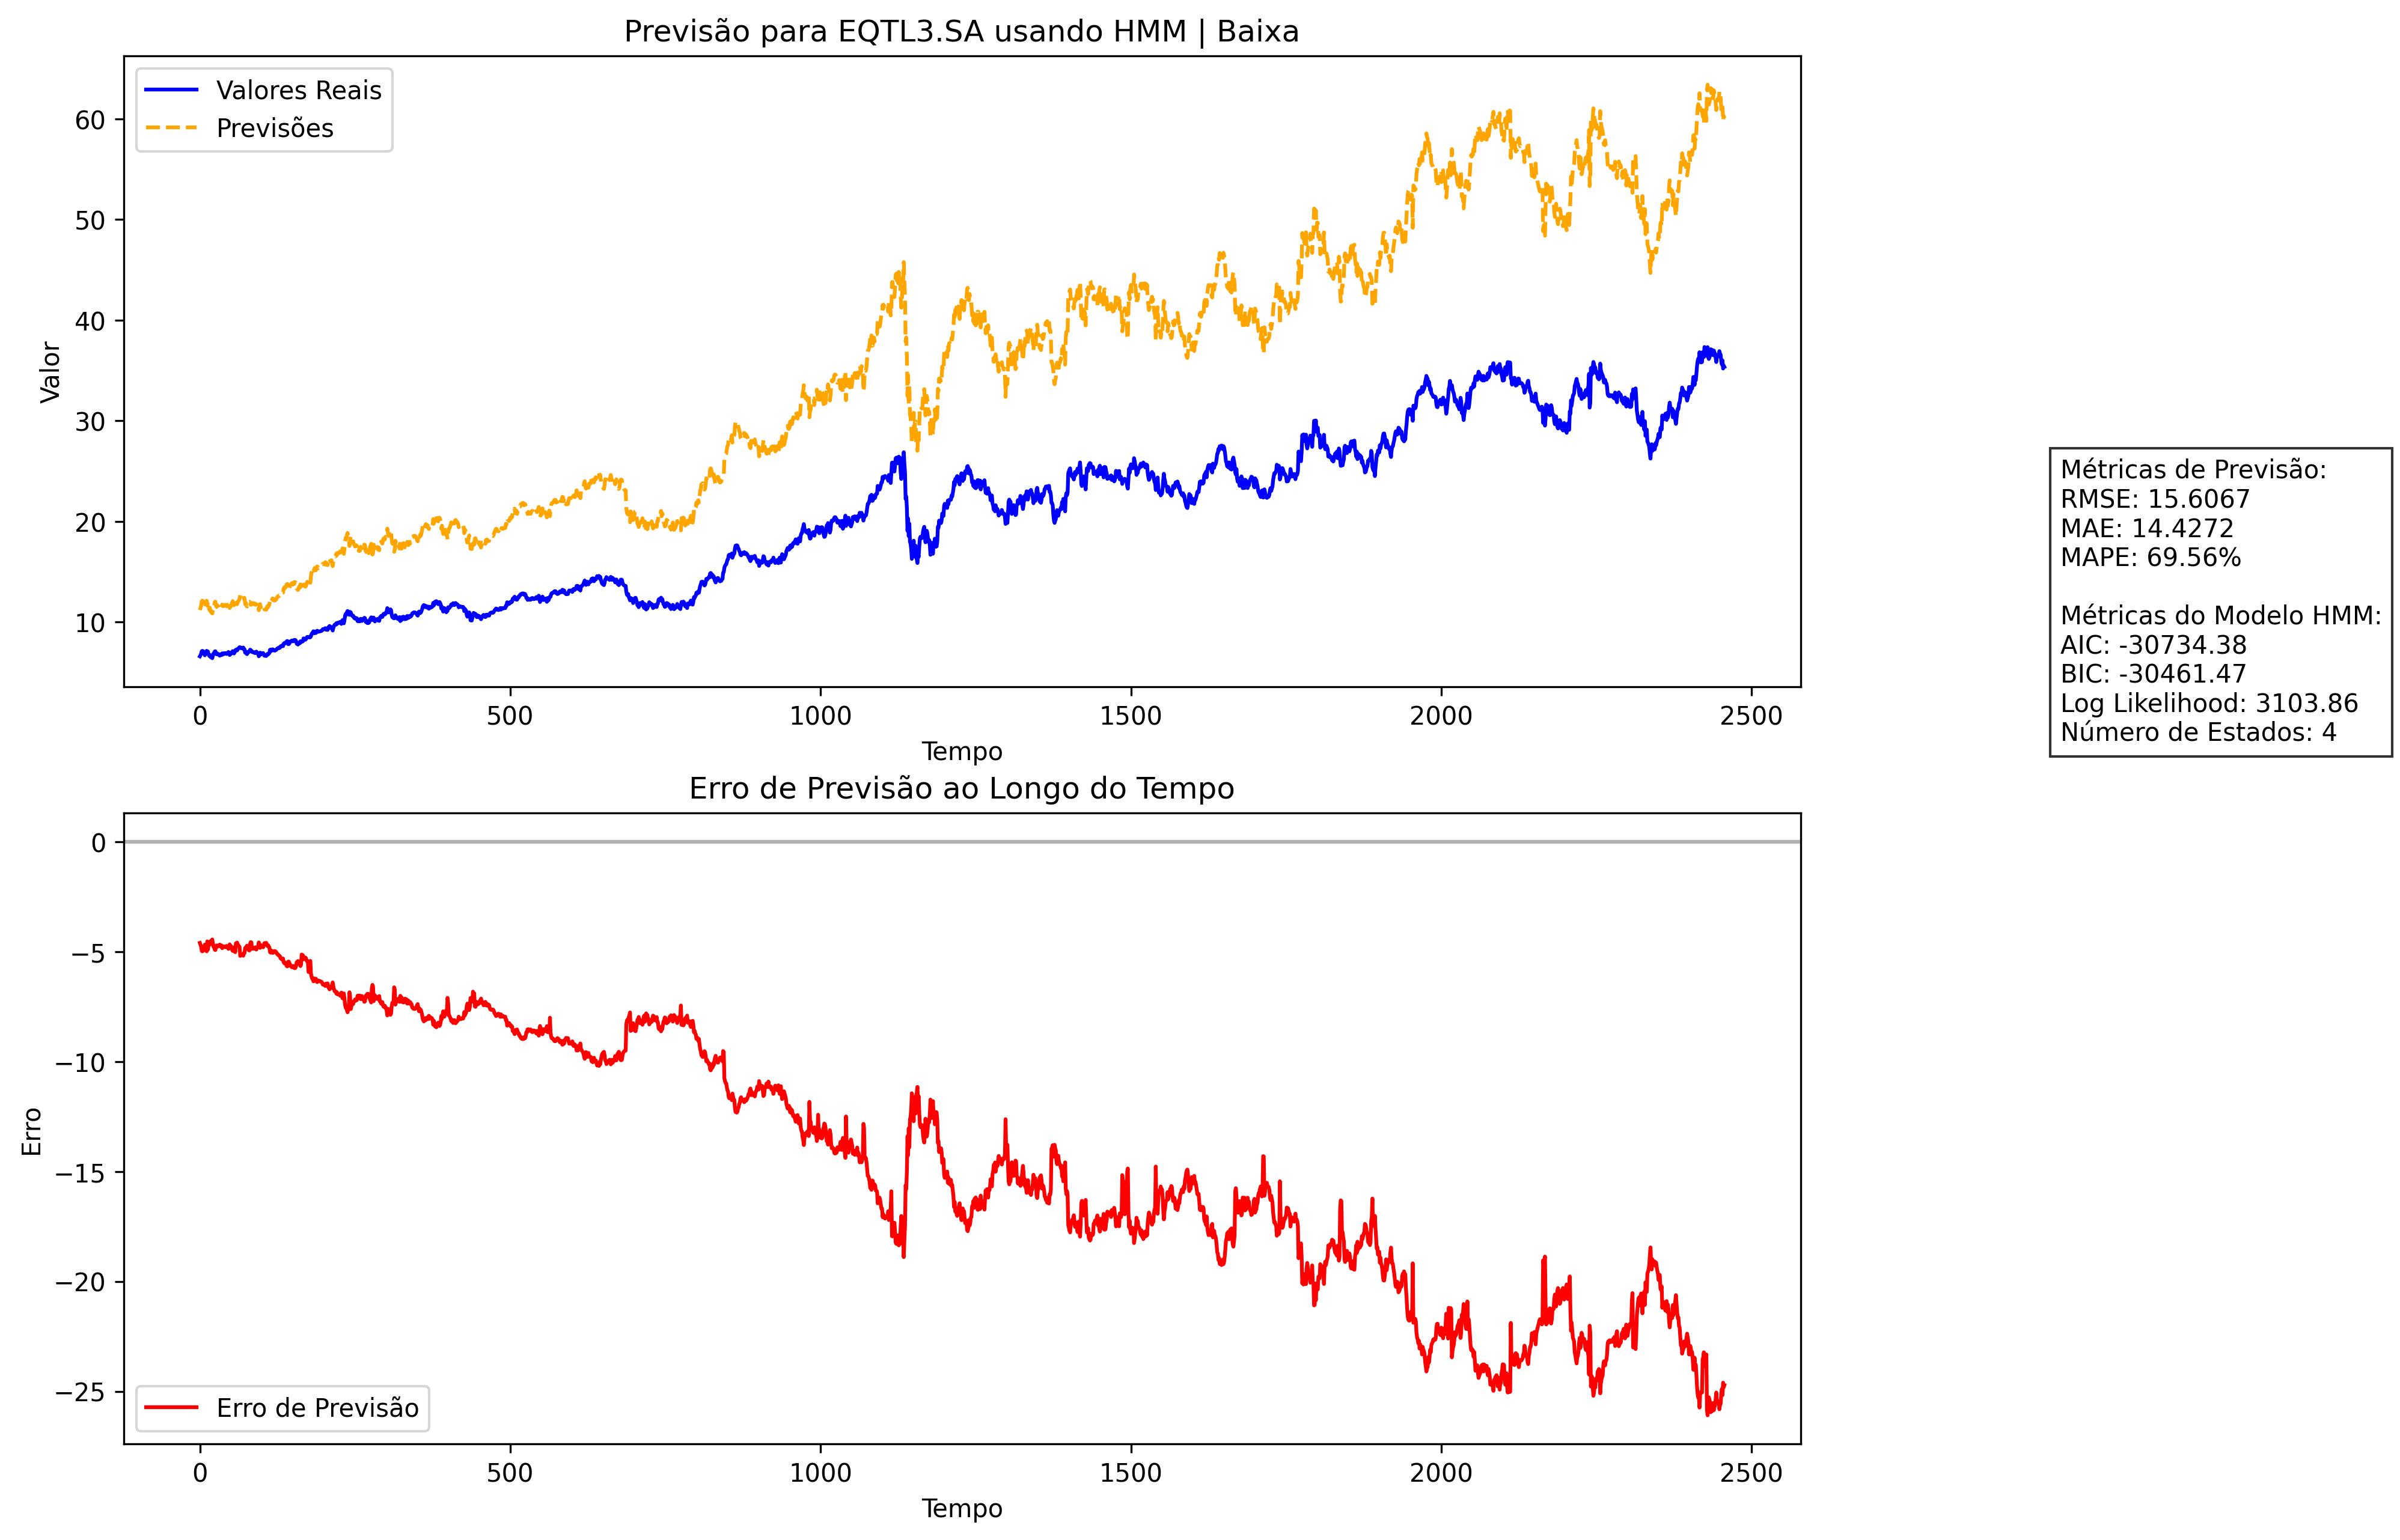 Previsão para EQTL3.SA usando HMM | Baixa
Valores Reais
Previsões
Valor
60
50
40
30
20
10
0
500
1000
1500
2000
2500
Tempo
Métricas de Previsão:
RMSE: 15.6067
MAE: 14.4272
MAPE: 69.56%
Métricas do Modelo HMM:
AIC: -30734.38
BIC: -30461.47
Log Likelihood: 3103.86
Número de Estados: 4
Erro de Previsão ao Longo do Tempo
Erro
0
−5
−10
−15
−20
−25
Erro de Previsão
0
500
1000
1500
2000
2500
Tempo